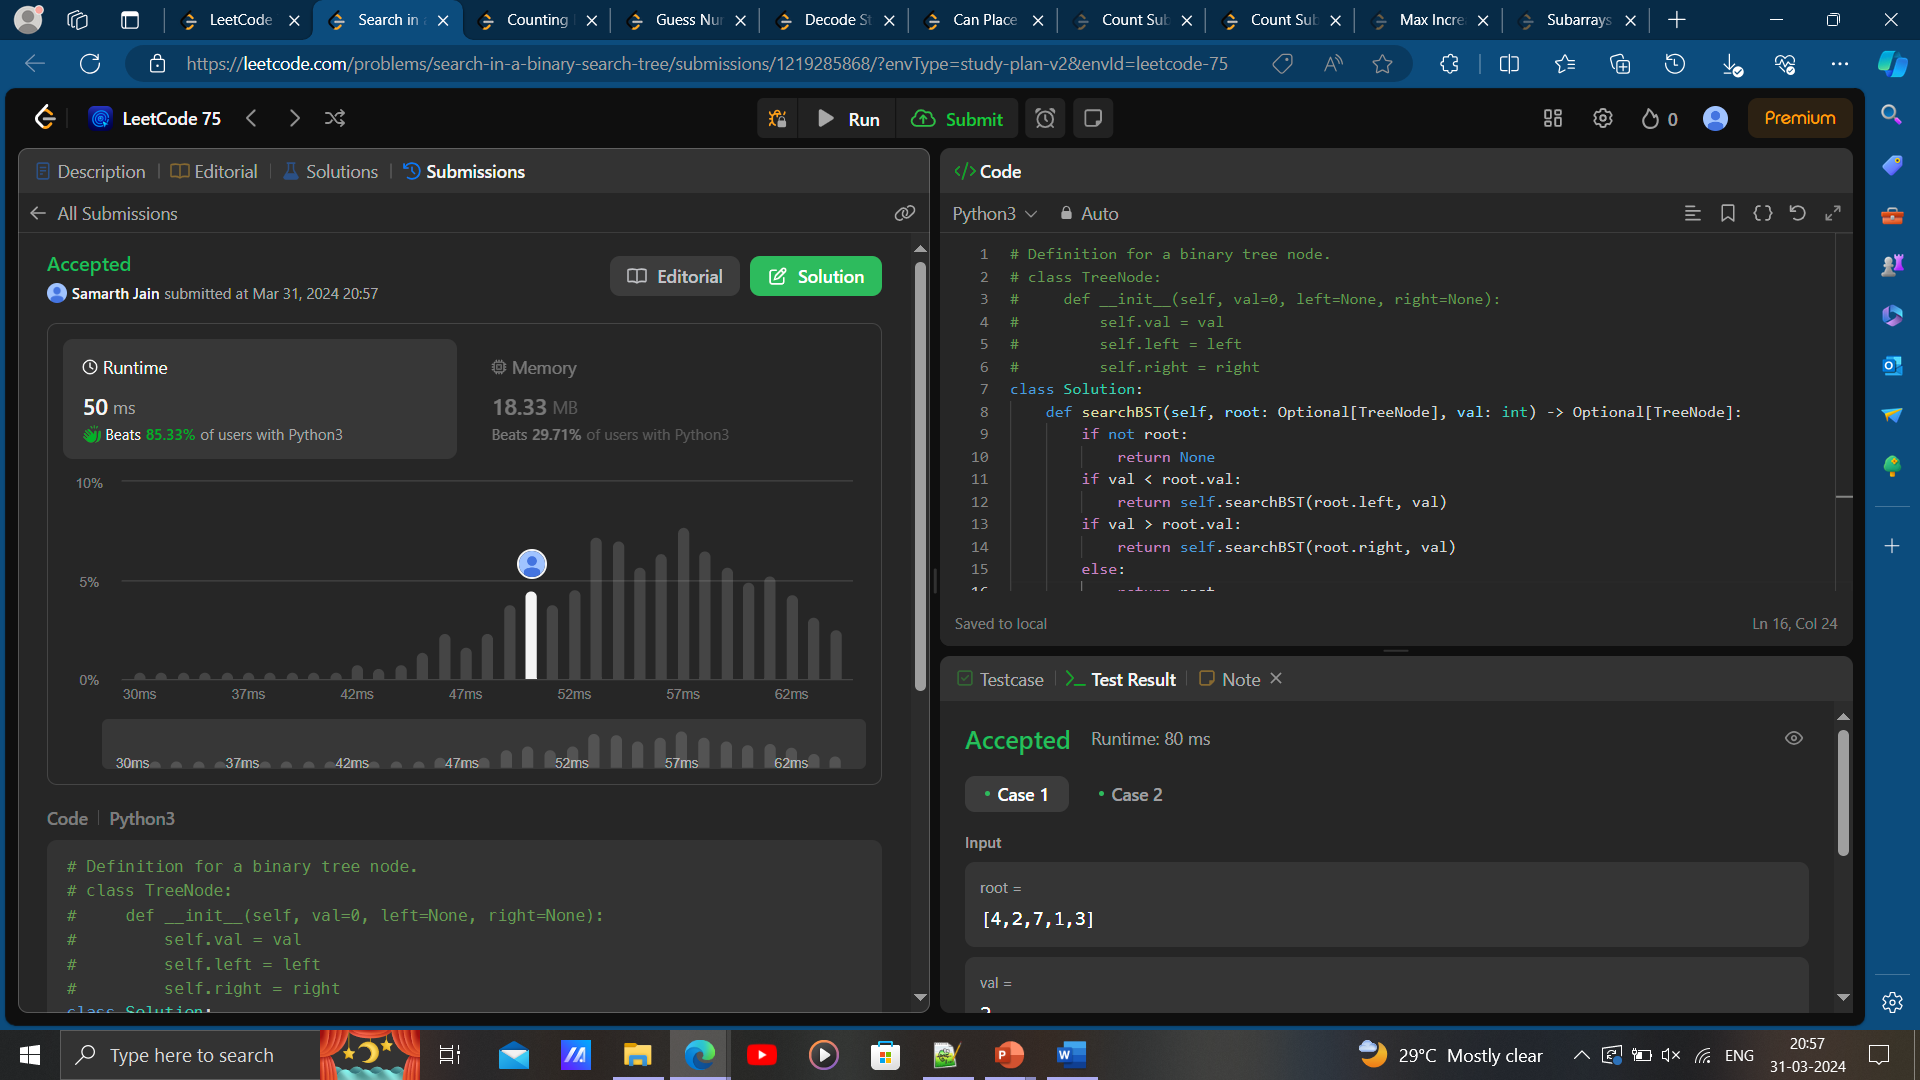 LeetCode
Search in a
Counting
Guess Nu
Decode St
Can Place
Count Sub
Count Sub
Max Incre
Subarrays
https://leetcode.com/problems/search-in-a-binary-search-tree/submissions/1219285868/?envType=study-plan-v2&envId=leetcode-75
LeetCode 75
Run
Submit
0
Premium
Description
Editorial
Solutions
Submissions
All Submissions
Accepted
Samarth Jain submitted at Mar 31, 2024 20:57
Editorial
Solution
Runtime
50 ms
Beats 85.33% of users with Python3
Memory
18.33 MB
Beats 29.71% of users with Python3
10%
5%
0%
30ms 37ms 42ms 47ms 52ms 57ms 62ms
30ms 37ms 42ms 47ms 52ms 57ms 62ms
Code
Python3
# Definition for a binary tree node.
# class TreeNode:
#     def __init__(self, val=0, left=None, right=None):
#         self.val = val
#         self.left = left
#         self.right = right
class Solution:
Code
Python3
Auto
1 # Definition for a binary tree node.
2 # class TreeNode:
3 #     def __init__(self, val=0, left=None, right=None):
4 #         self.val = val
5 #         self.left = left
6 #         self.right = right
7 class Solution:
8     def searchBST(self, root: Optional[TreeNode], val: int) -> Optional[TreeNode]:
9         if not root:
10             return None
11         if val < root.val:
12             return self.searchBST(root.left, val)
13         if val > root.val:
14             return self.searchBST(root.right, val)
15         else:
16             return root
Saved to local
Ln 16, Col 24
Testcase
Test Result
Note
Accepted
Runtime: 80 ms
Case 1
Case 2
Input
root =
[4,2,7,1,3]
val =
2
Type here to search
29°C Mostly clear
ENG
20:57
31-03-2024